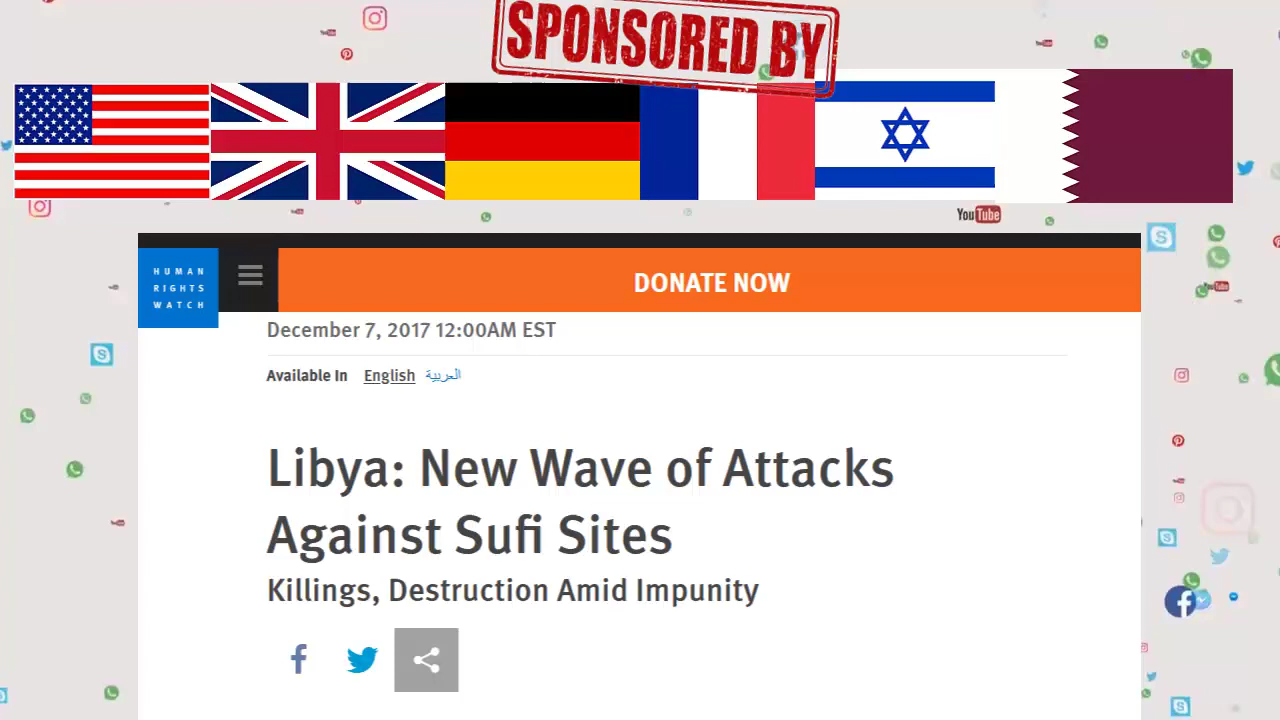 SPONSORED BY
YouTube
HUMAN
RIGHTS
WATCH
DONATE NOW
December 7, 2017 12:00AM EST
Available In English العربية
Libya: New Wave of Attacks
Against Sufi Sites
Killings, Destruction Amid Impunity